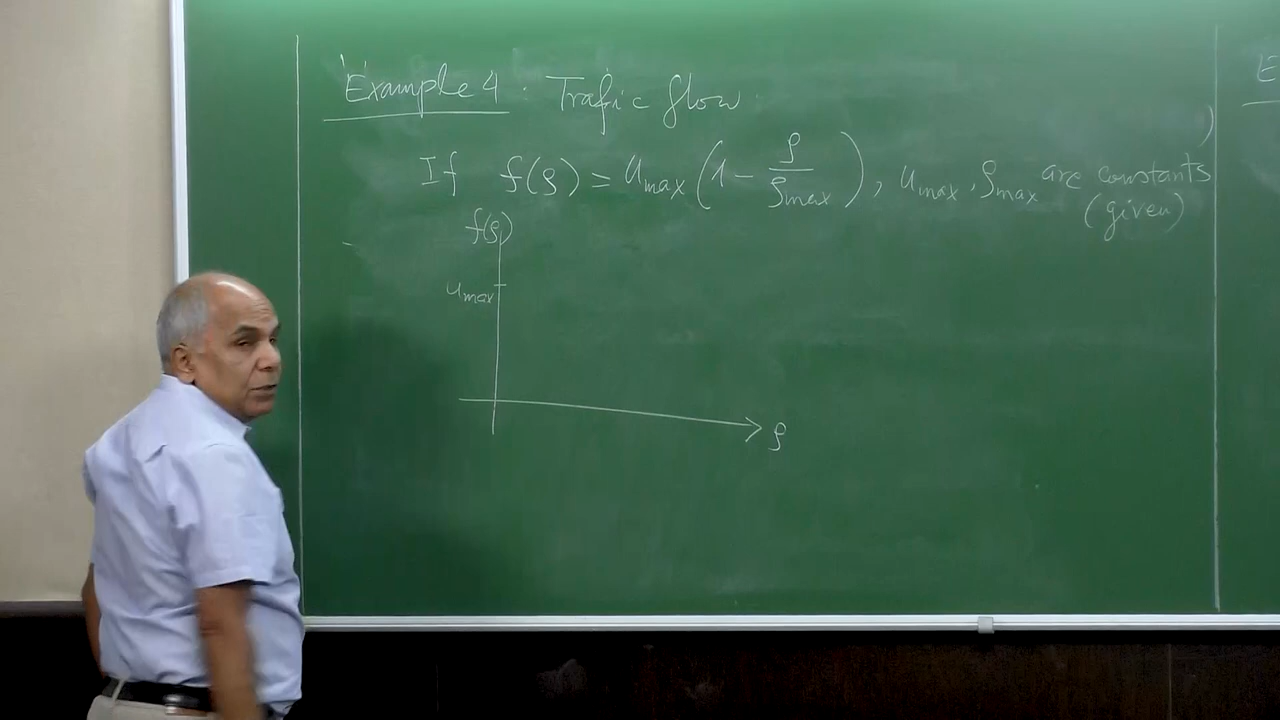 Example 4. Trafic flow.
If f(ρ) = u_max (1 - ρ/ρ_max), u_max, ρ_max are constants
(given)
f(ρ)
u_max
ρ
E